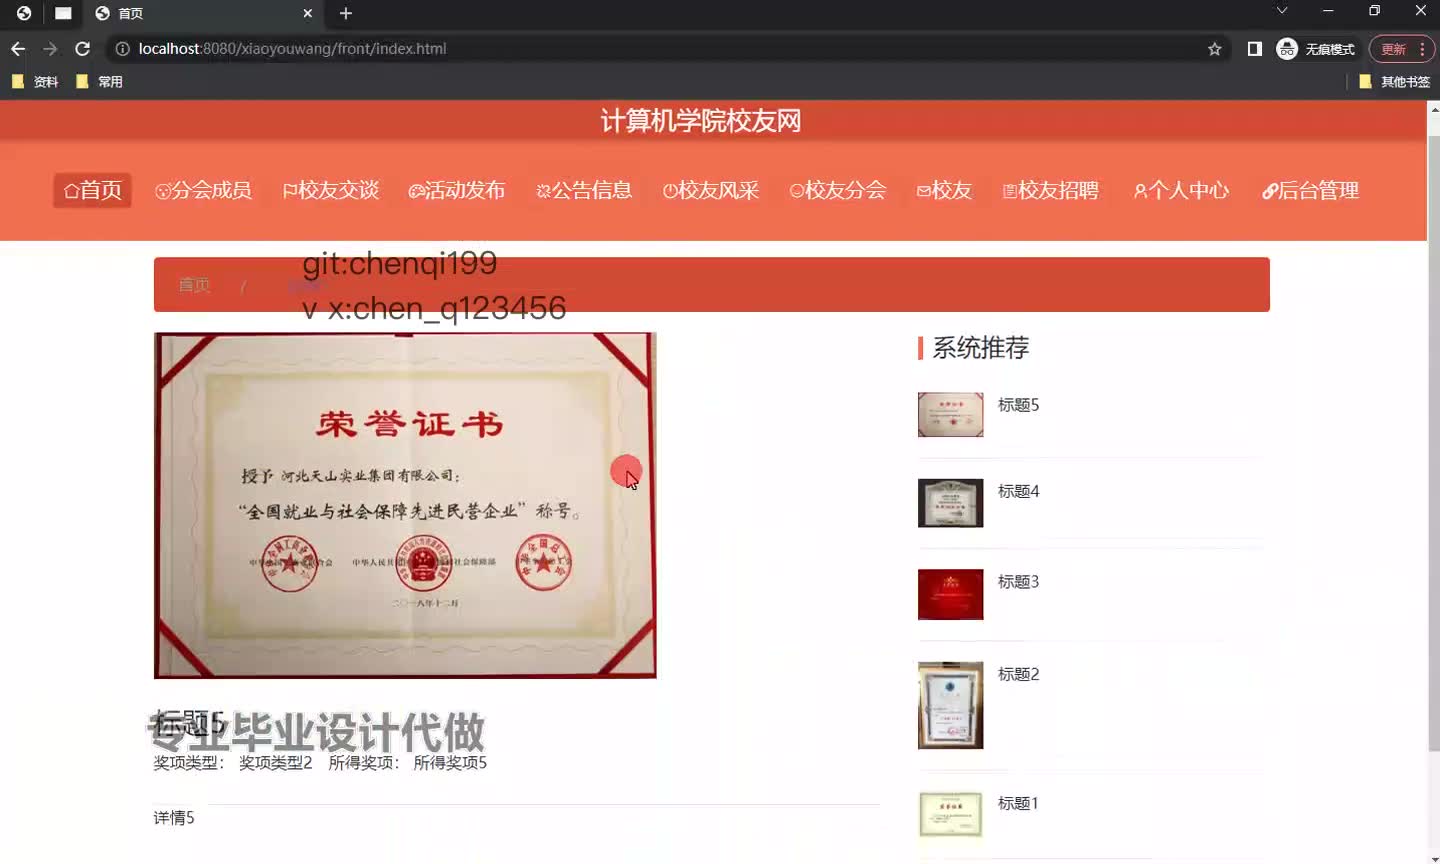 首页
localhost:8080/xiaoyouwang/front/index.html
无痕模式
更新
资料
常用
其他书签
计算机学院校友网
首页
分会成员
校友交谈
活动发布
公告信息
校友风采
校友分会
校友
校友招聘
个人中心
后台管理
git:chenqi199
首页 /
v x:chen_q123456
荣誉证书
授予 河北天山实业集团有限公司：
“全国就业与社会保障先进民营企业”称号。
二〇一八年十二月
系统推荐
标题5
标题4
标题3
标题2
标题1
标题5
专业毕业设计代做
奖项类型： 奖项类型2 所得奖项： 所得奖项5
详情5